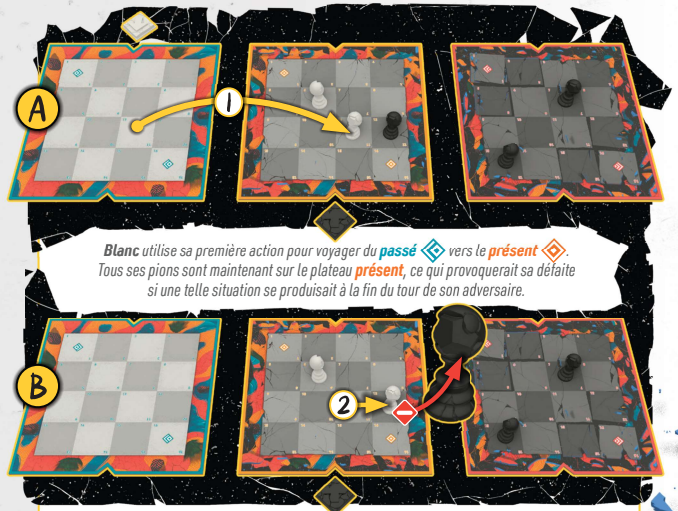 A
1
Blanc utilise sa première action pour voyager du passé vers le présent.
Tous ses pions sont maintenant sur le plateau présent, ce qui provoquerait sa défaite
si une telle situation se produisait à la fin du tour de son adversaire.
B
2